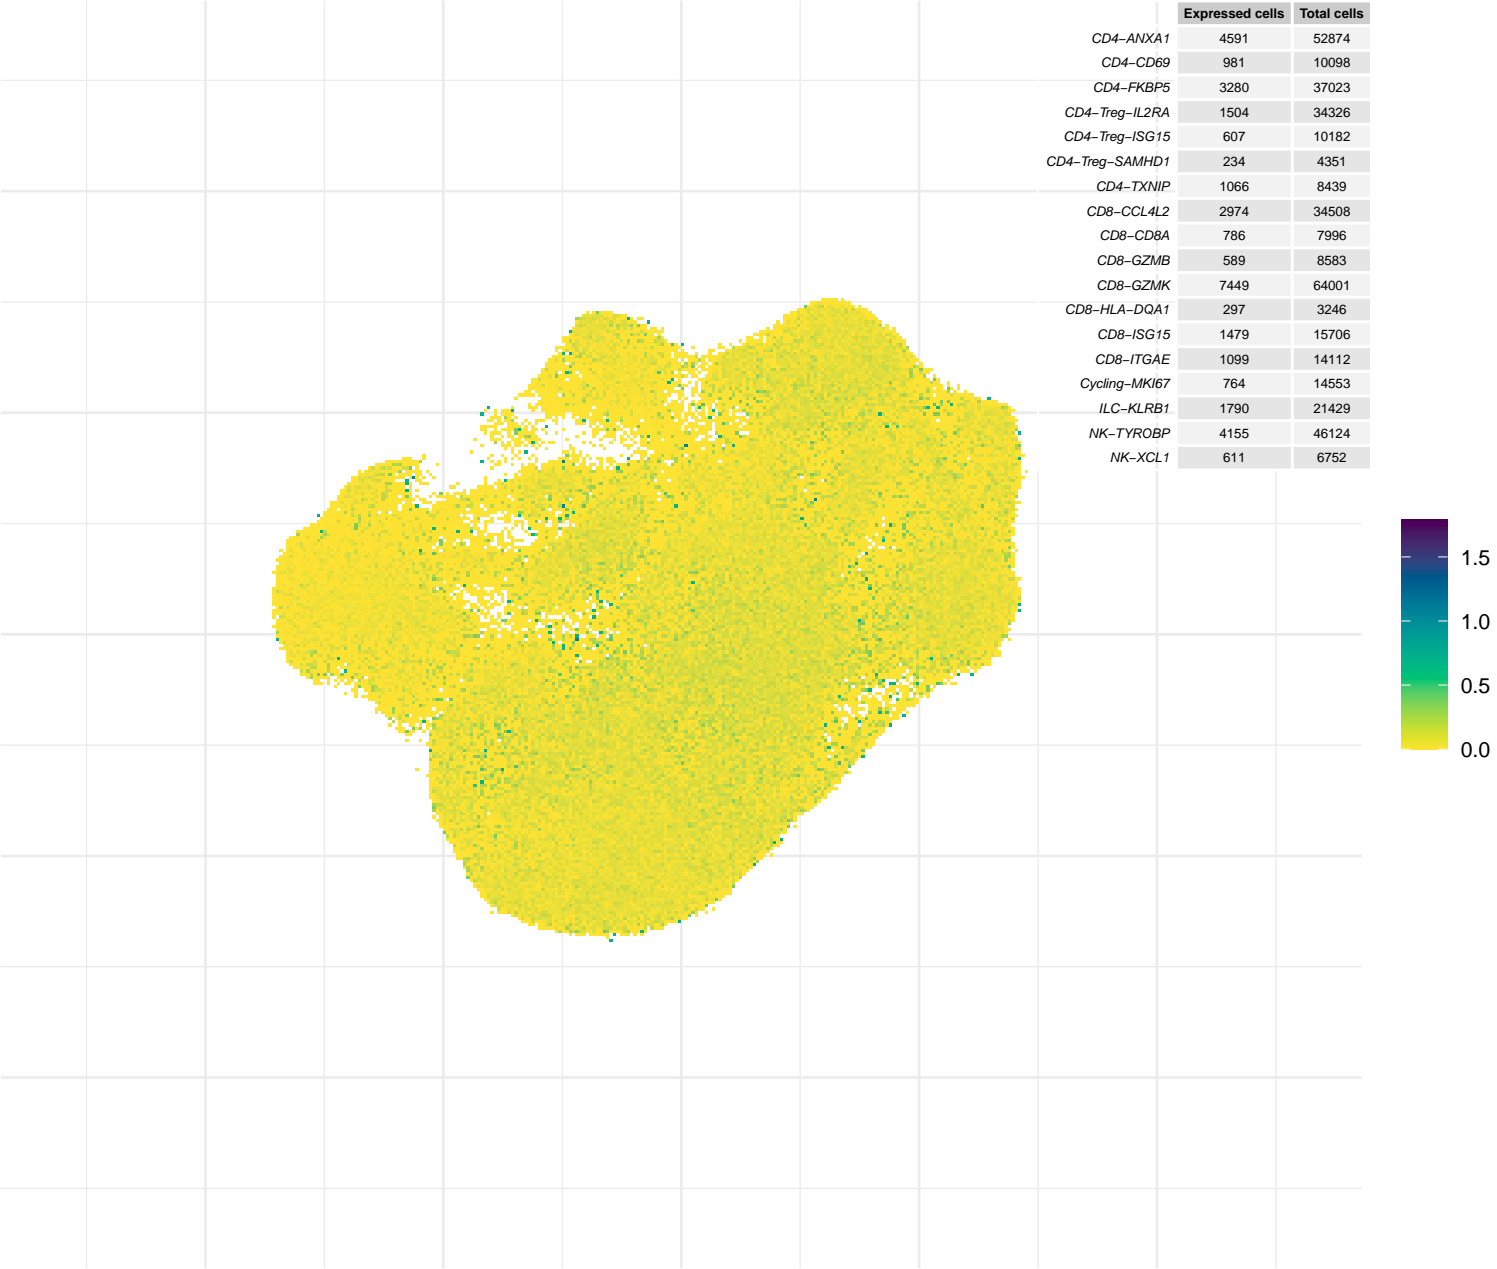 Expressed cells Total cells
CD4−ANXA1 4591 52874
CD4−CD69 981 10098
CD4−FKBP5 3280 37023
CD4−Treg−IL2RA 1504 34326
CD4−Treg−ISG15 607 10182
CD4−Treg−SAMHD1 234 4351
CD4−TXNIP 1066 8439
CD8−CCL4L2 2974 34508
CD8−CD8A 786 7996
CD8−GZMB 589 8583
CD8−GZMK 7449 64001
CD8−HLA−DQA1 297 3246
CD8−ISG15 1479 15706
CD8−ITGAE 1099 14112
Cycling−MKI67 764 14553
ILC−KLRB1 1790 21429
NK−TYROBP 4155 46124
NK−XCL1 611 6752
1.5
1.0
0.5
0.0